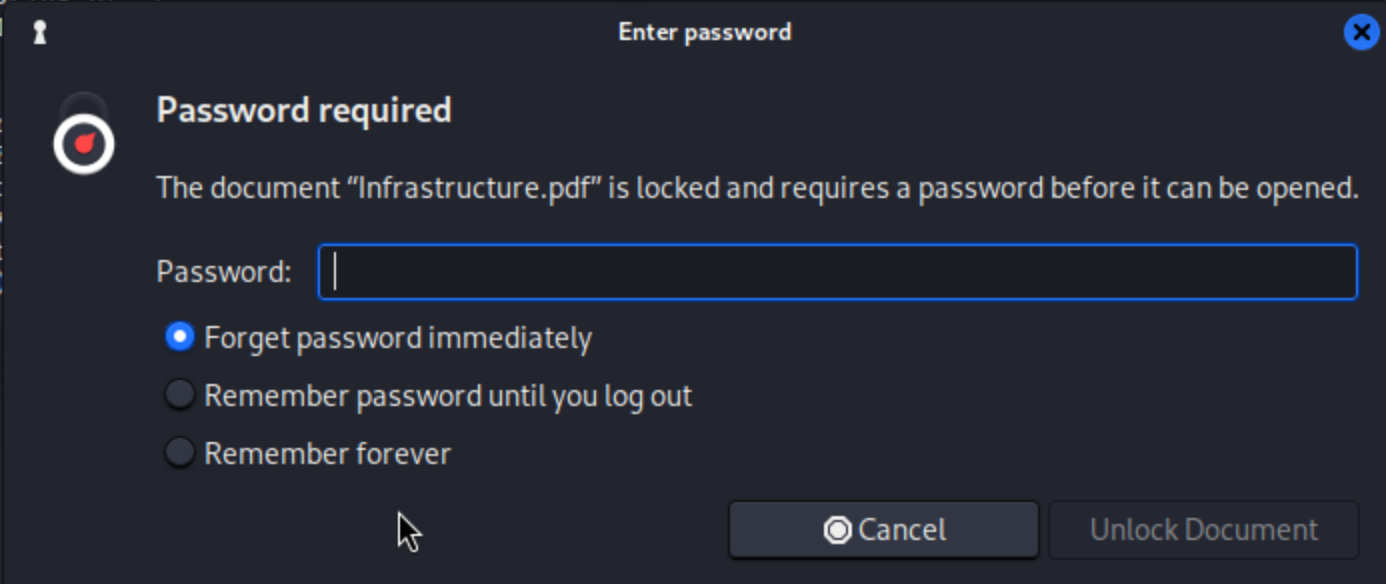 Enter password
Password required
The document “Infrastructure.pdf” is locked and requires a password before it can be opened.
Password:
Forget password immediately
Remember password until you log out
Remember forever
Cancel
Unlock Document